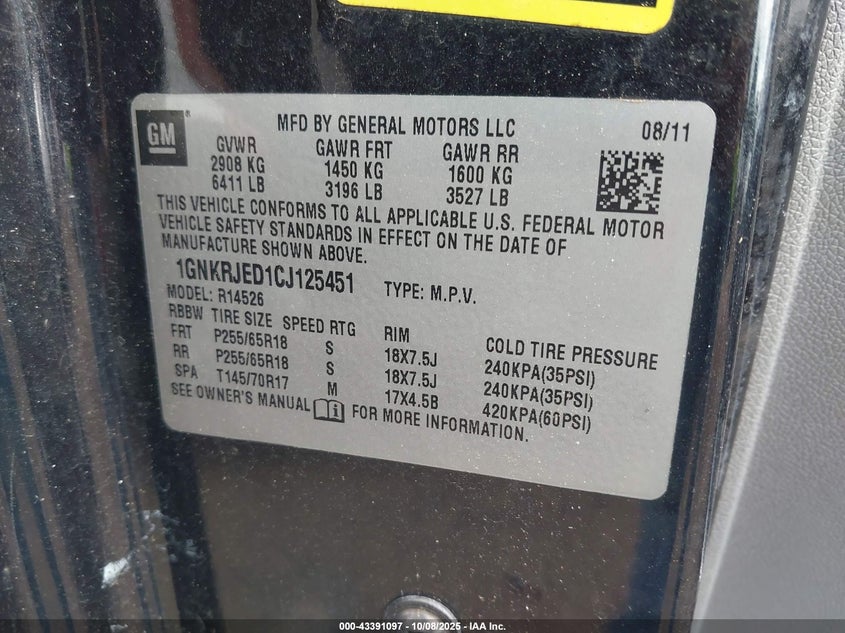 GM
MFD BY GENERAL MOTORS LLC 08/11
GVWR GAWR FRT GAWR RR
2908 KG 1450 KG 1600 KG
6411 LB 3196 LB 3527 LB
THIS VEHICLE CONFORMS TO ALL APPLICABLE U.S. FEDERAL MOTOR
VEHICLE SAFETY STANDARDS IN EFFECT ON THE DATE OF
MANUFACTURE SHOWN ABOVE.
1GNKRJED1CJ125451 TYPE: M.P.V.
MODEL: R14526
RBBW TIRE SIZE SPEED RTG RIM COLD TIRE PRESSURE
FRT P255/65R18 S 18X7.5J 240KPA(35PSI)
RR P255/65R18 S 18X7.5J 240KPA(35PSI)
SPA T145/70R17 M 17X4.5B 420KPA(60PSI)
SEE OWNER'S MANUAL i FOR MORE INFORMATION.
000-43391097 - 10/08/2025 - IAA Inc.